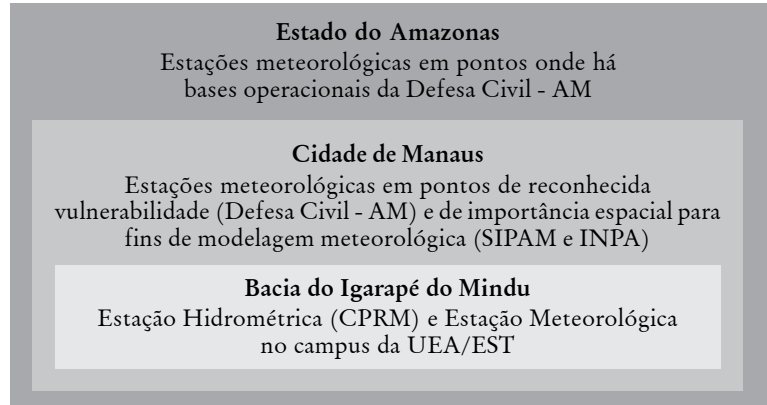 Estado do Amazonas
Estações meteorológicas em pontos onde há
bases operacionais da Defesa Civil - AM
Cidade de Manaus
Estações meteorológicas em pontos de reconhecida
vulnerabilidade (Defesa Civil - AM) e de importância espacial para
fins de modelagem meteorológica (SIPAM e INPA)
Bacia do Igarapé do Mindu
Estação Hidrométrica (CPRM) e Estação Meteorológica
no campus da UEA/EST